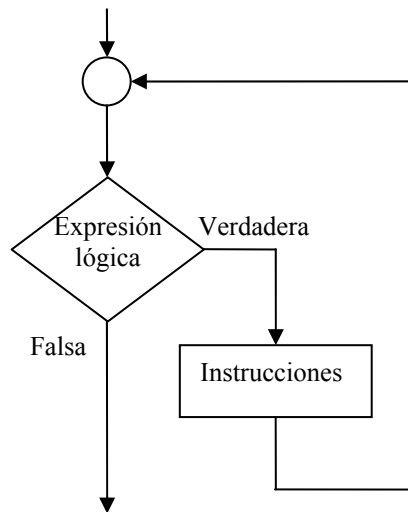 Expresión
lógica
Verdadera
Falsa
Instrucciones